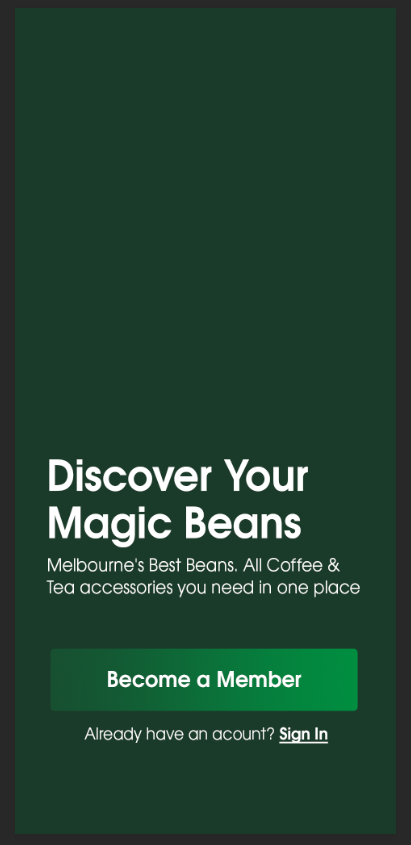 Discover Your
Magic Beans
Melbourne's Best Beans. All Coffee &
Tea accessories you need in one place
Become a Member
Already have an acount? Sign In